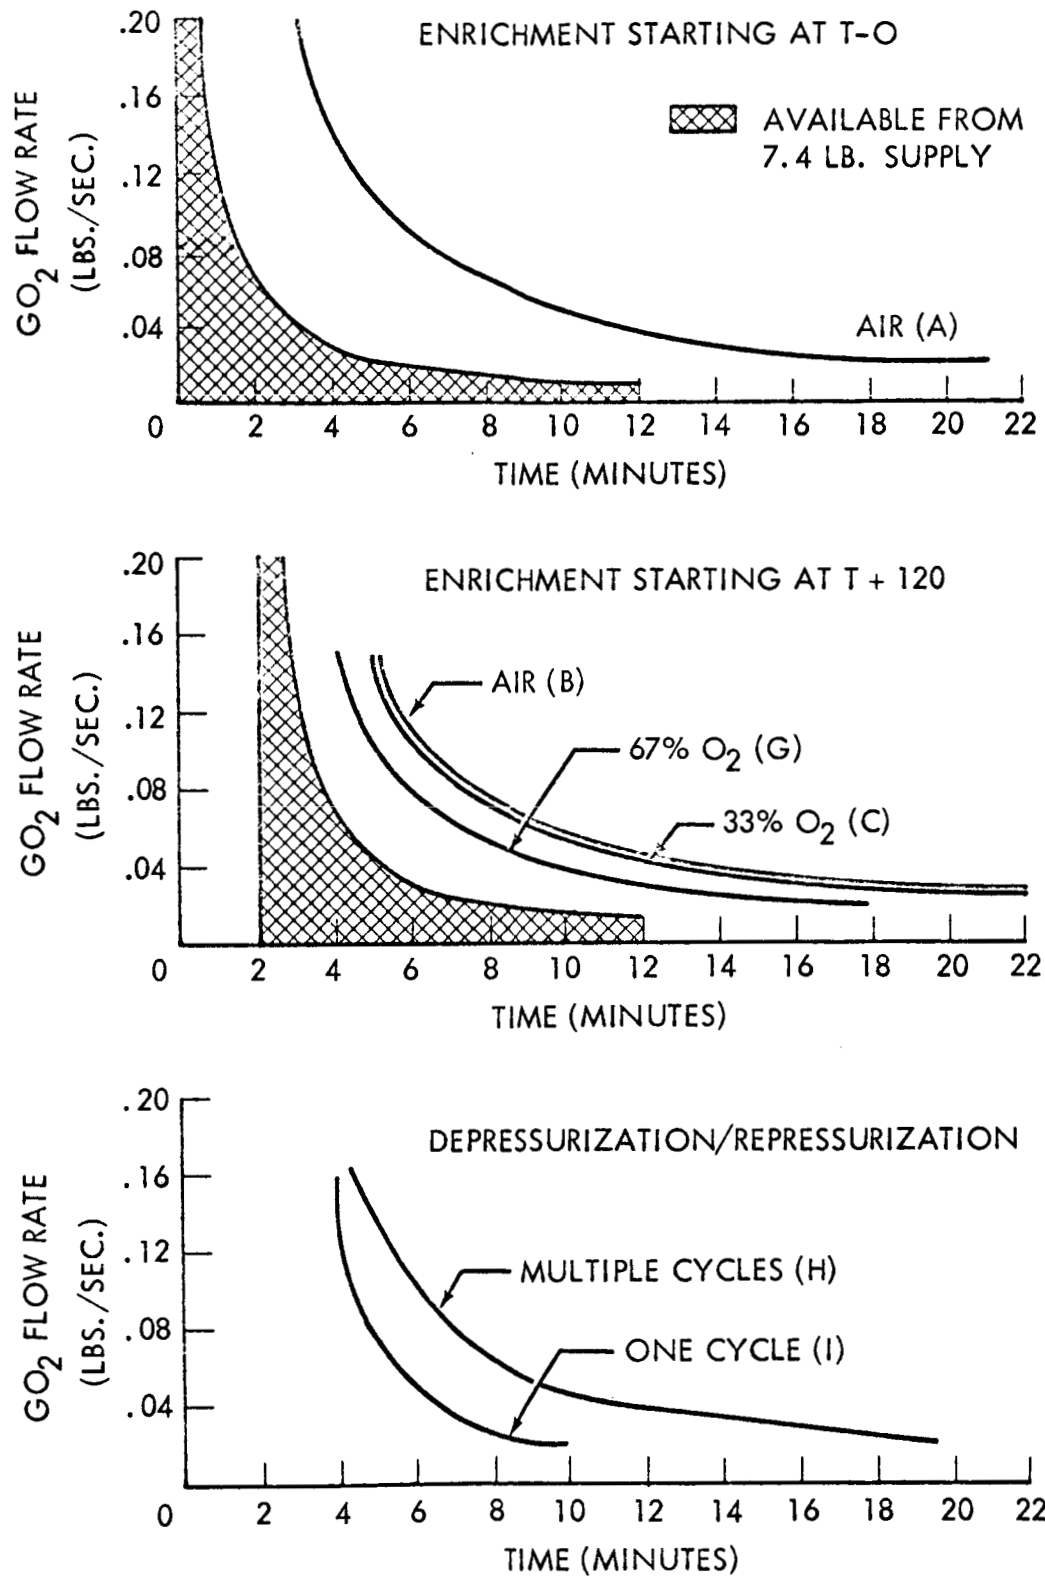 ENRICHMENT STARTING AT T-O
AVAILABLE FROM
7.4 LB. SUPPLY
GO2 FLOW RATE
(LBS./SEC.)
.20
.16
.12
.08
.04
AIR (A)
0 2 4 6 8 10 12 14 16 18 20 22
TIME (MINUTES)
ENRICHMENT STARTING AT T + 120
GO2 FLOW RATE
(LBS./SEC.)
.20
.16
.12
.08
.04
AIR (B)
67% O2 (G)
33% O2 (C)
0 2 4 6 8 10 12 14 16 18 20 22
TIME (MINUTES)
DEPRESSURIZATION/REPRESSURIZATION
GO2 FLOW RATE
(LBS./SEC.)
.20
.16
.12
.08
.04
MULTIPLE CYCLES (H)
ONE CYCLE (I)
0 2 4 6 8 10 12 14 16 18 20 22
TIME (MINUTES)